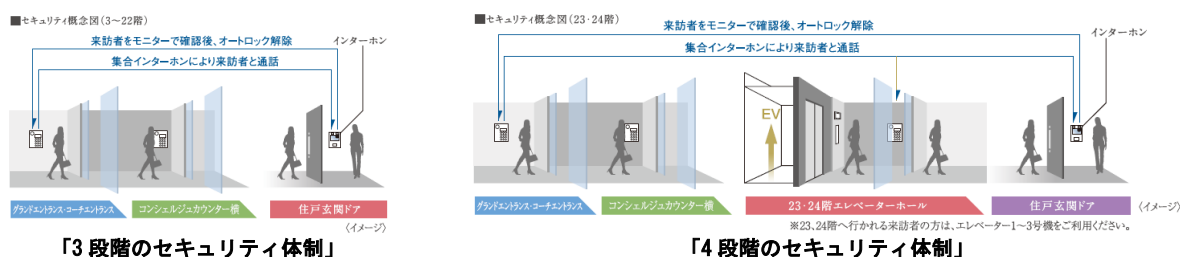 ■セキュリティ概念図(3〜22階)
来訪者をモニターで確認後、オートロック解除
インターホン
集合インターホンにより来訪者と通話
グランドエントランス・コーチエントランス
コンシェルジュカウンター横
住戸玄関ドア
〈イメージ〉
「3段階のセキュリティ体制」
■セキュリティ概念図(23・24階)
来訪者をモニターで確認後、オートロック解除
インターホン
集合インターホンにより来訪者と通話
EV
グランドエントランス・コーチエントランス
コンシェルジュカウンター横
23・24階エレベーターホール
住戸玄関ドア
〈イメージ〉
※23、24階へ行かれる来訪者の方は、エレベーター1〜3号機をご利用ください。
「4段階のセキュリティ体制」